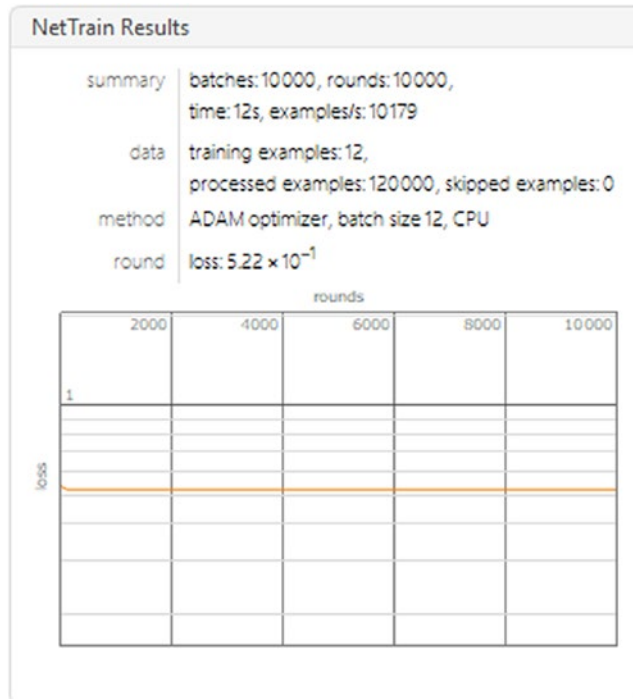 NetTrain Results
summary batches: 10000, rounds: 10000,
time: 12s, examples/s: 10179
data training examples: 12,
processed examples: 120000, skipped examples: 0
method ADAM optimizer, batch size 12, CPU
round loss: 5.22 × 10⁻¹
rounds
2000 4000 6000 8000 10000
1
loss